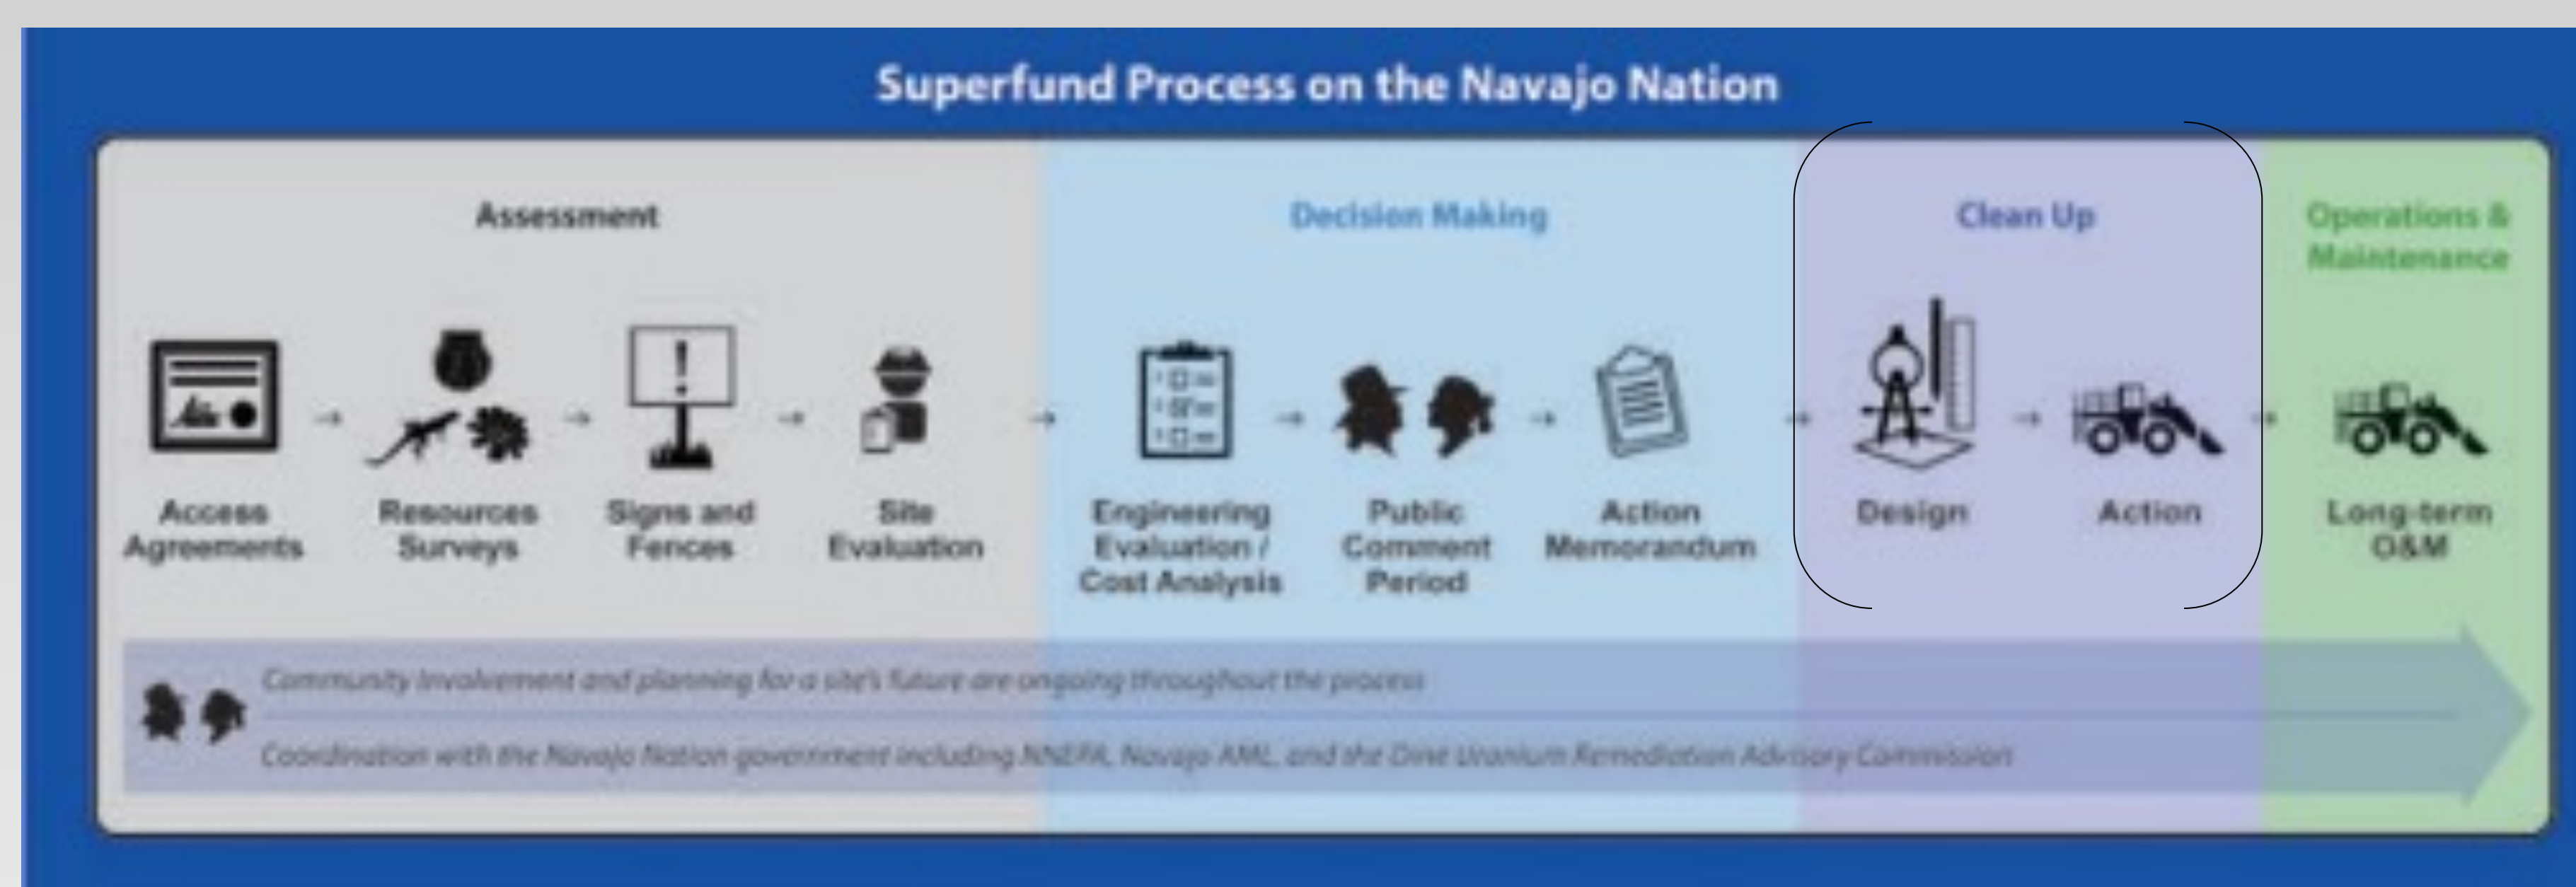 Superfund Process on the Navajo Nation
Assessment
Access
Agreements
Resources
Surveys
Signs and
Fences
Site
Evaluation
Decision Making
Engineering
Evaluation /
Cost Analysis
Public
Comment
Period
Action
Memorandum
Clean Up
Design
Action
Operations &
Maintenance
Long-term
O&M
Community involvement and planning for a site's future are ongoing throughout the process
Coordination with the Navajo Nation government including NNEPA, Navajo AML, and the Diné Uranium Remediation Advisory Commission